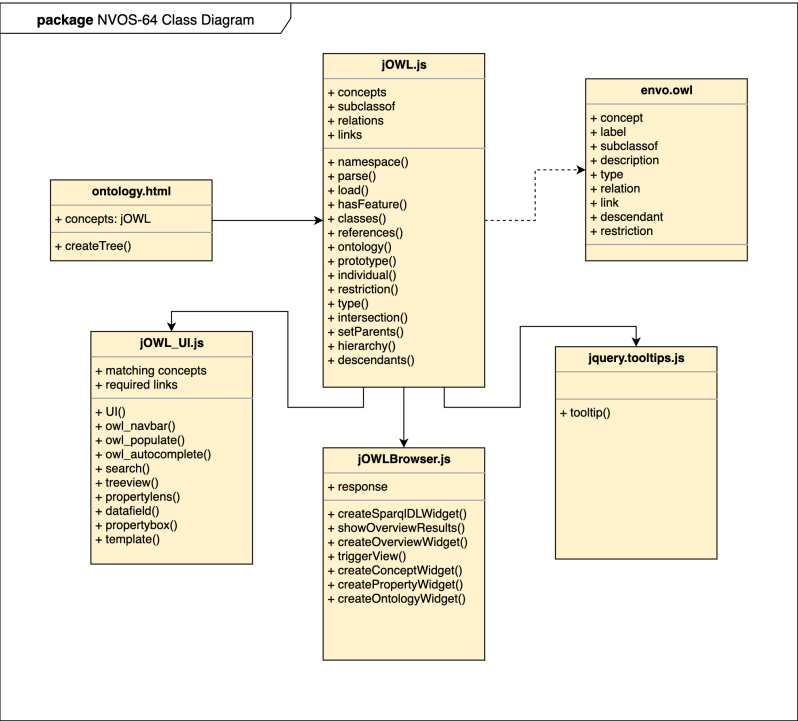 package NVOS-64 Class Diagram
jOWL.js
+ concepts
+ subclassof
+ relations
+ links
+ namespace()
+ parse()
+ load()
+ hasFeature()
+ classes()
+ references()
+ ontology()
+ prototype()
+ individual()
+ restriction()
+ type()
+ intersection()
+ setParents()
+ hierarchy()
+ descendants()
envo.owl
+ concept
+ label
+ subclassof
+ description
+ type
+ relation
+ link
+ descendant
+ restriction
ontology.html
+ concepts: jOWL
+ createTree()
jOWL_UI.js
+ matching concepts
+ required links
+ UI()
+ owl_navbar()
+ owl_populate()
+ owl_autocomplete()
+ search()
+ treeview()
+ propertylens()
+ datafield()
+ propertybox()
+ template()
jOWLBrowser.js
+ response
+ createSparqlDLWidget()
+ showOverviewResults()
+ createOverviewWidget()
+ triggerView()
+ createConceptWidget()
+ createPropertyWidget()
+ createOntologyWidget()
jquery.tooltips.js
+ tooltip()